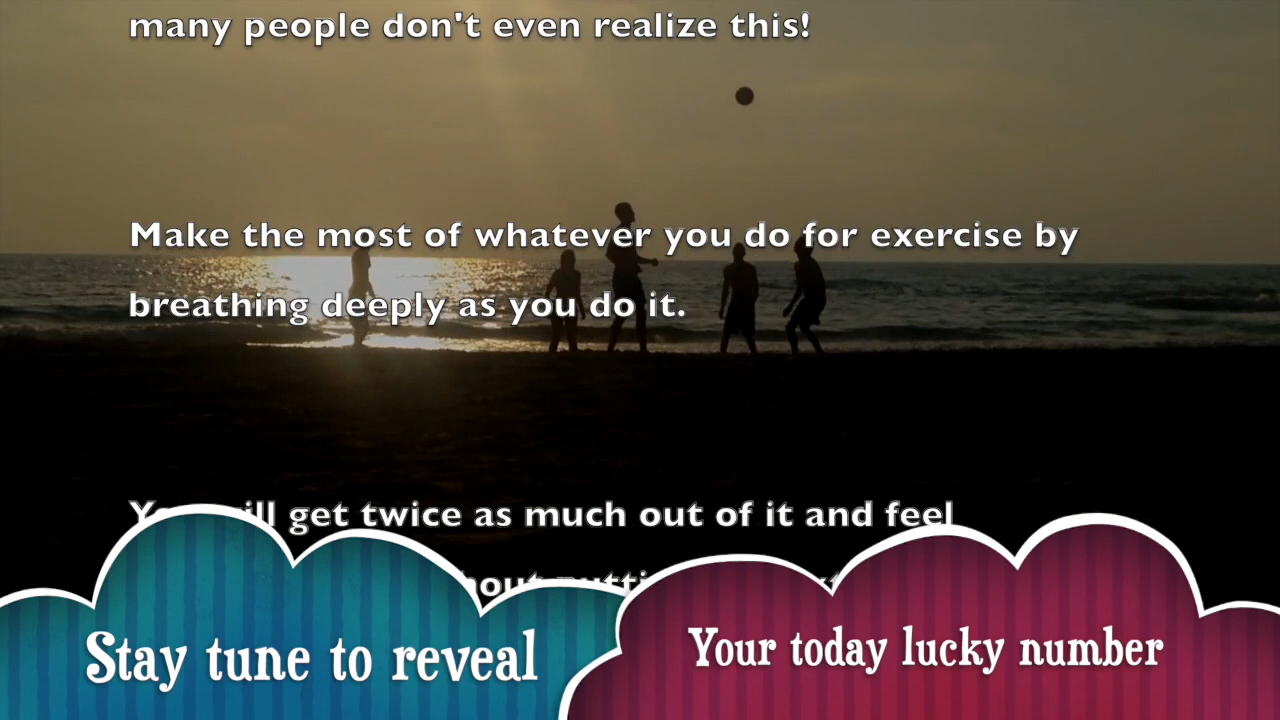 many people don't even realize this!
Make the most of whatever you do for exercise by
breathing deeply as you do it.
will get twice as much out of it and feel
Stay tune to reveal
Your today lucky number